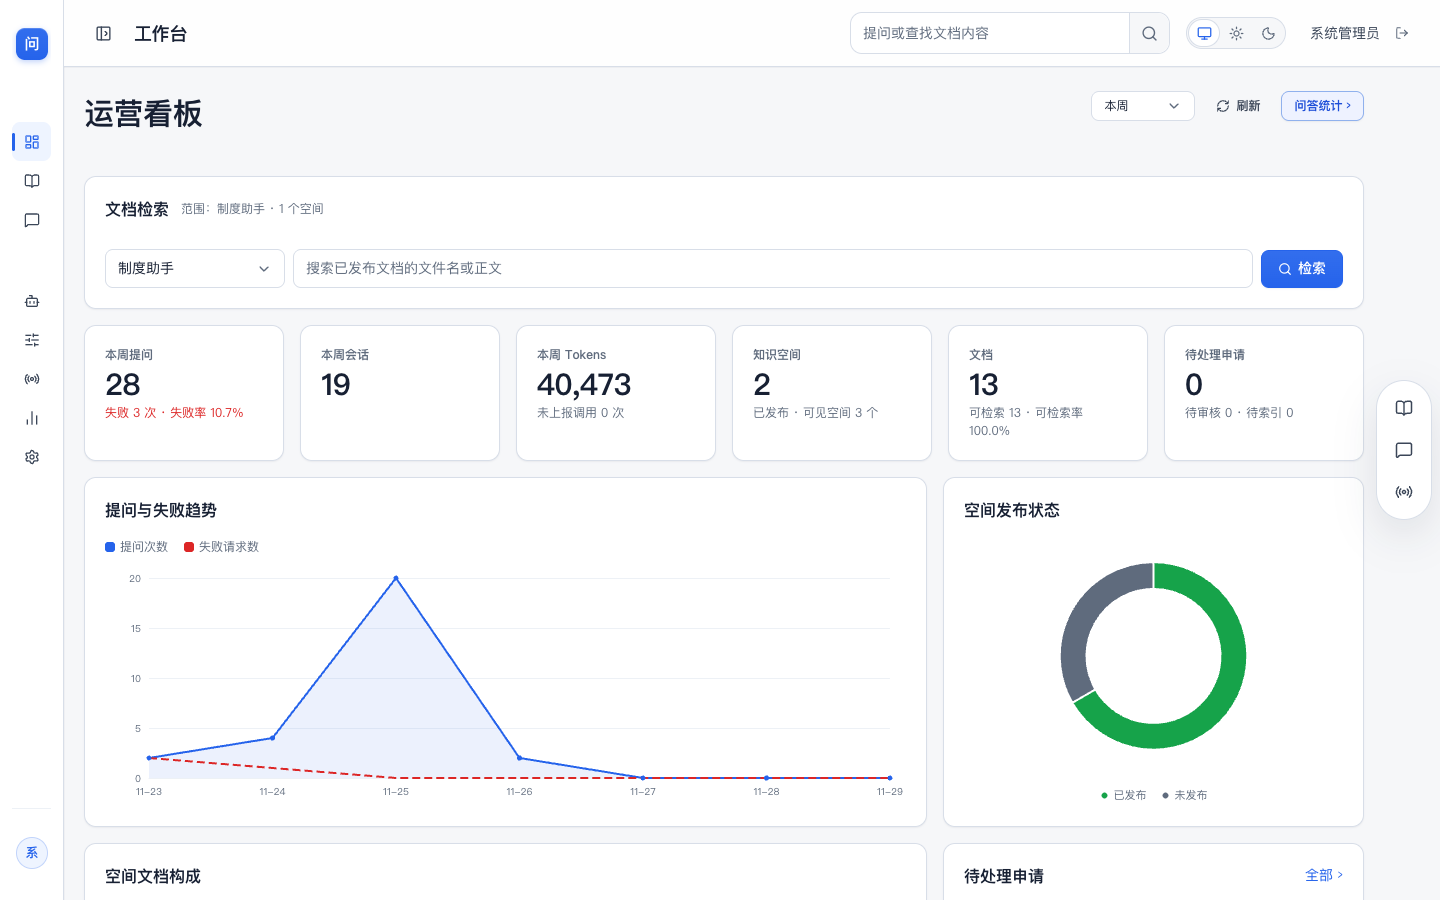 问
工作台
提问或查找文档内容
系统管理员
运营看板
本周
刷新
问答统计 ›
文档检索
范围：制度助手 · 1 个空间
制度助手
搜索已发布文档的文件名或正文
检索
本周提问
28
失败 3 次 · 失败率 10.7%
本周会话
19
本周 Tokens
40,473
未上报调用 0 次
知识空间
2
已发布 · 可见空间 3 个
文档
13
可检索 13 · 可检索率
100.0%
待处理申请
0
待审核 0 · 待索引 0
提问与失败趋势
提问次数
失败请求数
20
15
10
5
0
11-23
11-24
11-25
11-26
11-27
11-28
11-29
空间发布状态
已发布
未发布
系
空间文档构成
待处理申请
全部 ›